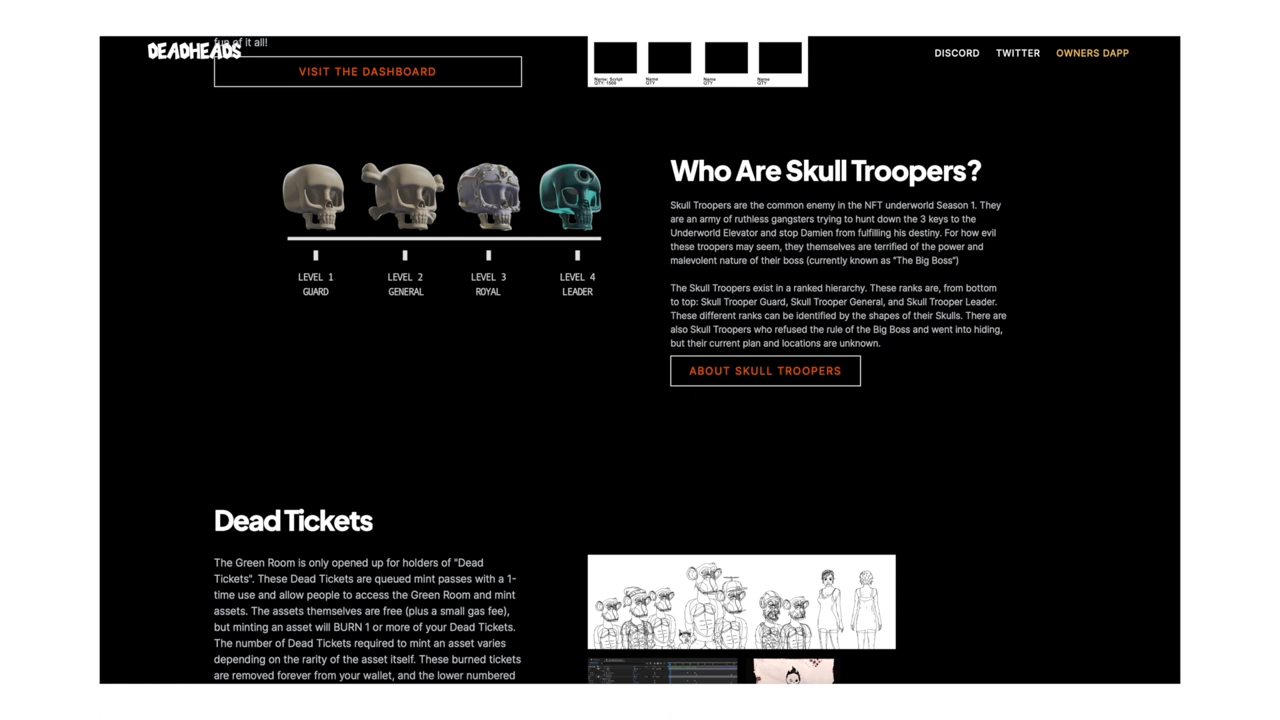 fun of it all!
DEADHEADS
DISCORD TWITTER OWNERS DAPP
VISIT THE DASHBOARD
Name: Script
QTY: 1000
Name
QTY
Name
QTY
Name
QTY
LEVEL 1
GUARD
LEVEL 2
GENERAL
LEVEL 3
ROYAL
LEVEL 4
LEADER
Who Are Skull Troopers?
Skull Troopers are the common enemy in the NFT underworld Season 1. They
are an army of ruthless gangsters trying to hunt down the 3 keys to the
Underworld Elevator and stop Damien from fulfilling his destiny. For how evil
these troopers may seem, they themselves are terrified of the power and
malevolent nature of their boss (currently known as "The Big Boss")
The Skull Troopers exist in a ranked hierarchy. These ranks are, from bottom
to top: Skull Trooper Guard, Skull Trooper General, and Skull Trooper Leader.
These different ranks can be identified by the shapes of their Skulls. There are
also Skull Troopers who refused the rule of the Big Boss and went into hiding,
but their current plan and locations are unknown.
ABOUT SKULL TROOPERS
Dead Tickets
The Green Room is only opened up for holders of "Dead
Tickets". These Dead Tickets are queued mint passes with a 1-
time use and allow people to access the Green Room and mint
assets. The assets themselves are free (plus a small gas fee),
but minting an asset will BURN 1 or more of your Dead Tickets.
The number of Dead Tickets required to mint an asset varies
depending on the rarity of the asset itself. These burned tickets
are removed forever from your wallet, and the lower numbered